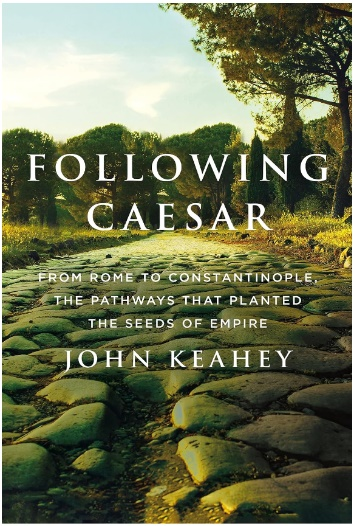 FOLLOWING
CAESAR
FROM ROME TO CONSTANTINOPLE,
THE PATHWAYS THAT PLANTED
THE SEEDS OF EMPIRE
JOHN KEAHEY